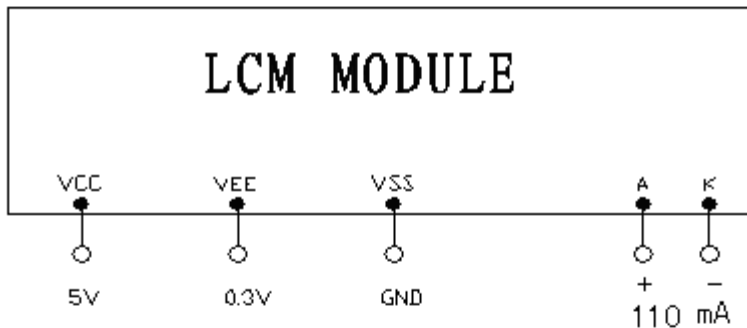 LCM MODULE
VCC VEE VSS A K
5V 0.3V GND + -
110 mA